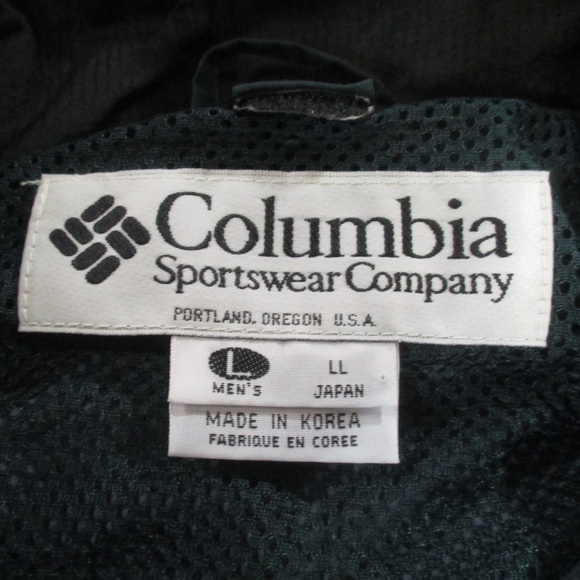 Columbia
Sportswear Company
PORTLAND, OREGON U.S.A.
L LL
MEN'S JAPAN
MADE IN KOREA
FABRIQUE EN COREE